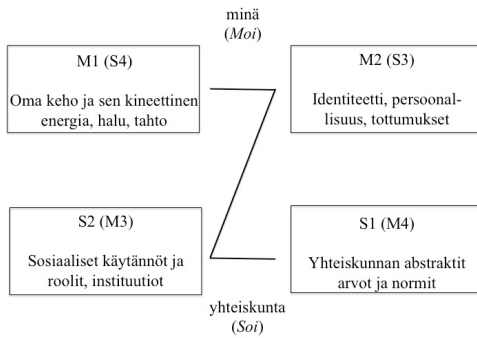 minä
(Moi)
M1 (S4)
Oma keho ja sen kineettinen
energia, halu, tahto
M2 (S3)
Identiteetti, persoonal-
lisuus, tottumukset
S2 (M3)
Sosiaaliset käytännöt ja
roolit, instituutiot
S1 (M4)
Yhteiskunnan abstraktit
arvot ja normit
yhteiskunta
(Soi)